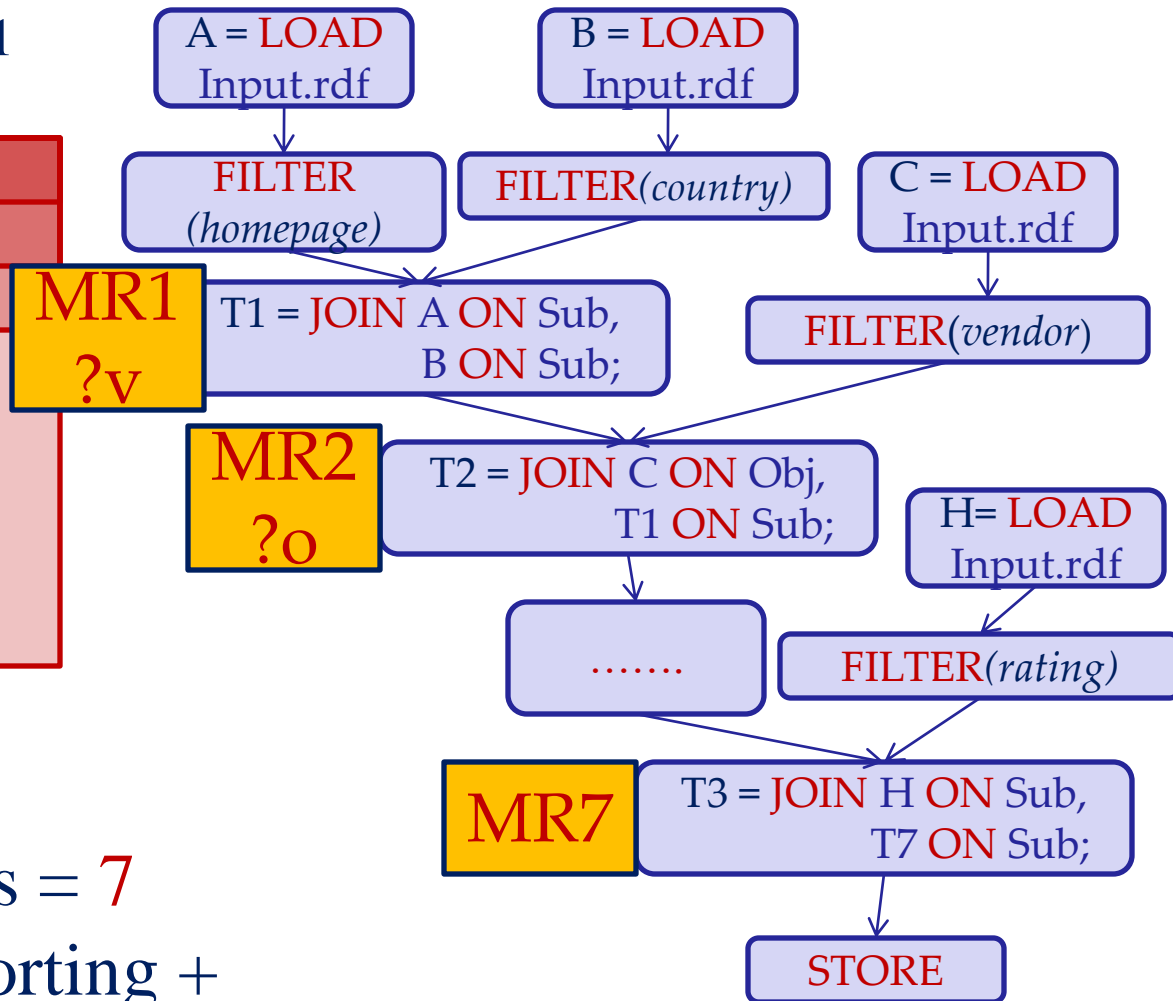 A = LOAD
Input.rdf
B = LOAD
Input.rdf
FILTER
(homepage)
FILTER(country)
C = LOAD
Input.rdf
MR1
?v
T1 = JOIN A ON Sub,
B ON Sub;
FILTER(vendor)
MR2
?o
T2 = JOIN C ON Obj,
T1 ON Sub;
H= LOAD
Input.rdf
.......
FILTER(rating)
MR7
T3 = JOIN H ON Sub,
T7 ON Sub;
s = 7
orting +
STORE